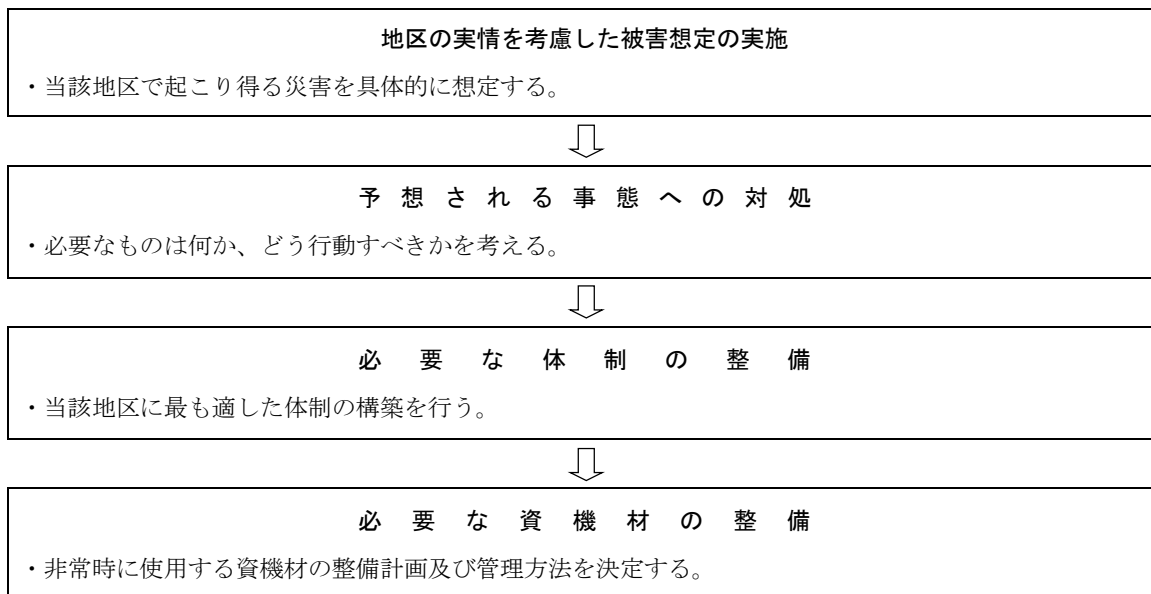 地区の実情を考慮した被害想定の実施
・当該地区で起こり得る災害を具体的に想定する。
予想される事態への対処
・必要なものは何か、どう行動すべきかを考える。
必要な体制の整備
・当該地区に最も適した体制の構築を行う。
必要な資機材の整備
・非常時に使用する資機材の整備計画及び管理方法を決定する。